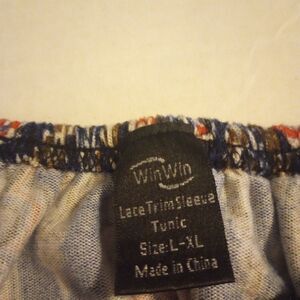 WinWin
Lace Trim Sleeve
Tunic
Size:L-XL
Made in China